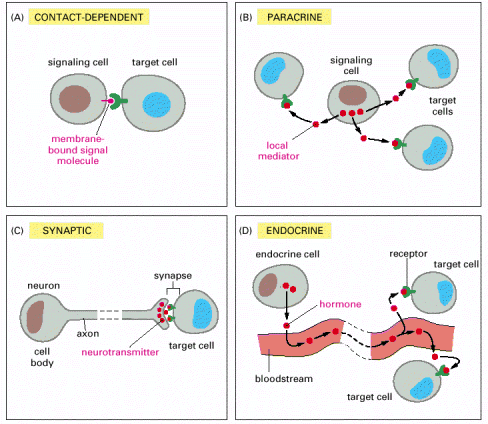 (A) CONTACT-DEPENDENT
signaling cell target cell
membrane-
bound signal
molecule
(B) PARACRINE
signaling
cell
target
cells
local
mediator
(C) SYNAPTIC
neuron
synapse
axon
cell
body
neurotransmitter
target cell
(D) ENDOCRINE
endocrine cell
receptor
target cell
hormone
bloodstream
target cell